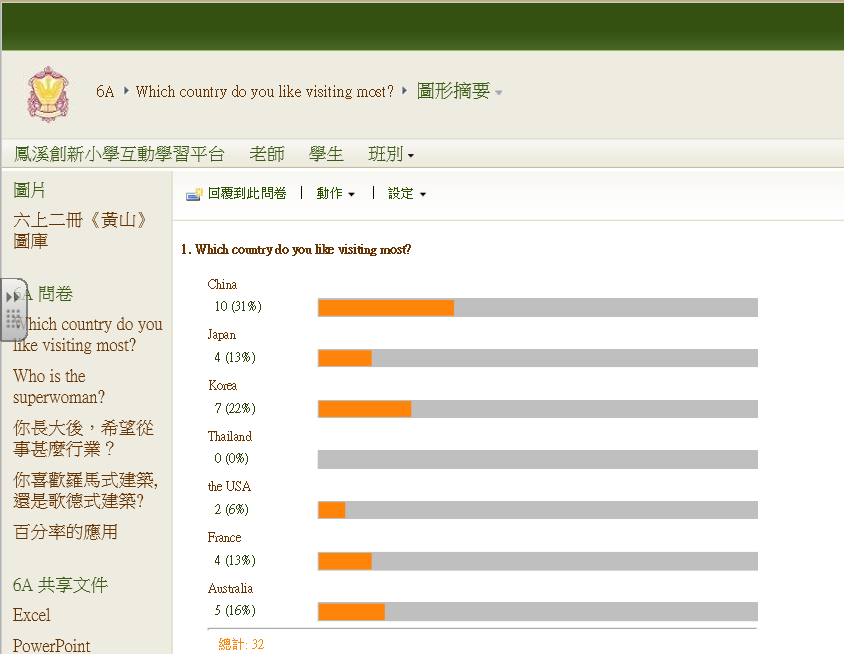 6A Which country do you like visiting most? 圖形摘要
鳳溪創新小學互動學習平台 老師 學生 班別
圖片
六上二冊《黃山》
圖庫
6A 問卷
Which country do you
like visiting most?
Who is the
superwoman?
你長大後，希望從
事甚麼行業？
你喜歡羅馬式建築,
還是歌德式建築?
百分率的應用
6A 共享文件
Excel
PowerPoint
回覆到此問卷 | 動作 | 設定
1. Which country do you like visiting most?
China
10 (31%)
Japan
4 (13%)
Korea
7 (22%)
Thailand
0 (0%)
the USA
2 (6%)
France
4 (13%)
Australia
5 (16%)
總計: 32